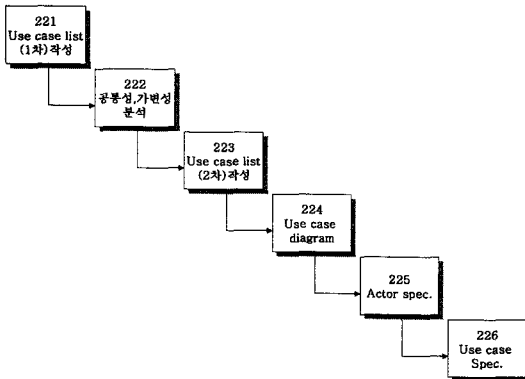 221
Use case list
(1차)작성
222
공통성,가변성
분석
223
Use case list
(2차)작성
224
Use case
diagram
225
Actor spec.
226
Use case
Spec.